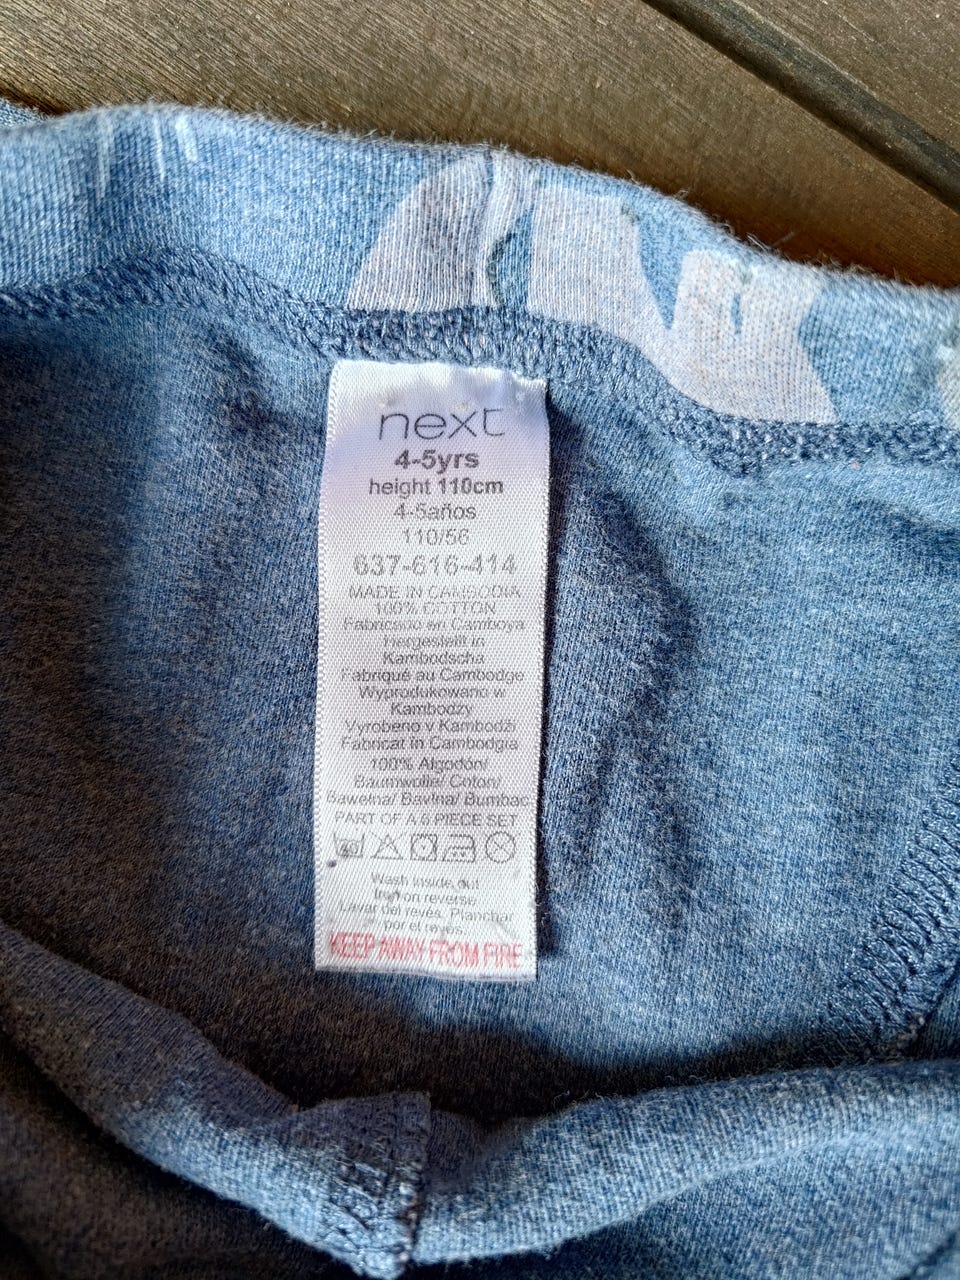 next
4-5yrs
height 110cm
4-5años
110/56
637-616-414
MADE IN CAMBODIA
100% COTTON
Fabricado en Camboya
Hergestellt in
Kambodscha
Fabriqué au Cambodge
Wyprodukowano w
Kambodży
Vyrobeno v Kambodži
Fabricat în Cambodgia
100% Algodón/
Baumwolle/ Coton/
Bawełna/ Bavlna/ Bumbac
PART OF A 6 PIECE SET
40
Wash inside out
Iron on reverse
Lavar del revés. Planchar
por el revés.
KEEP AWAY FROM FIRE